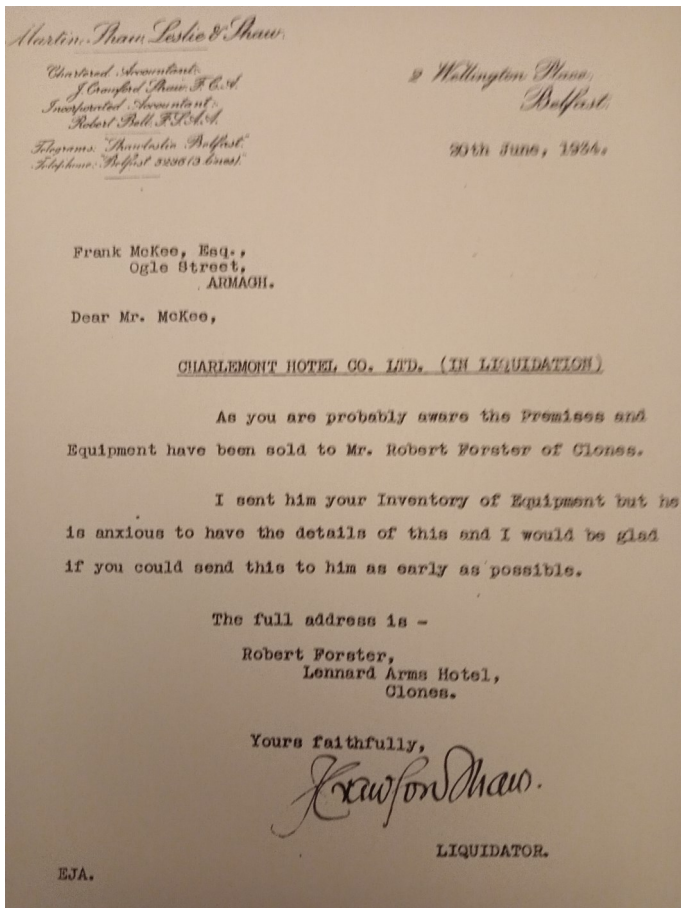 Martin, Shaw, Leslie & Shaw.
Chartered Accountant:
J. Crawford Shaw. F.C.A.
Incorporated Accountant:
Robert Bell. F.S.A.A.
Telegrams: "Shawleslie Belfast."
Telephone: Belfast 3236 (3 lines)
2 Wellington Place,
Belfast,
20th June, 1934.
Frank McKee, Esq.,
Ogle Street,
ARMAGH.
Dear Mr. McKee,
CHARLEMONT HOTEL CO. LTD. (IN LIQUIDATION)
As you are probably aware the Premises and
Equipment have been sold to Mr. Robert Forster of Clones.
I sent him your Inventory of Equipment but he
is anxious to have the details of this and I would be glad
if you could send this to him as early as possible.
The full address is -
Robert Forster,
Lennard Arms Hotel,
Clones.
Yours faithfully,
J Crawford Shaw.
LIQUIDATOR.
EJA.